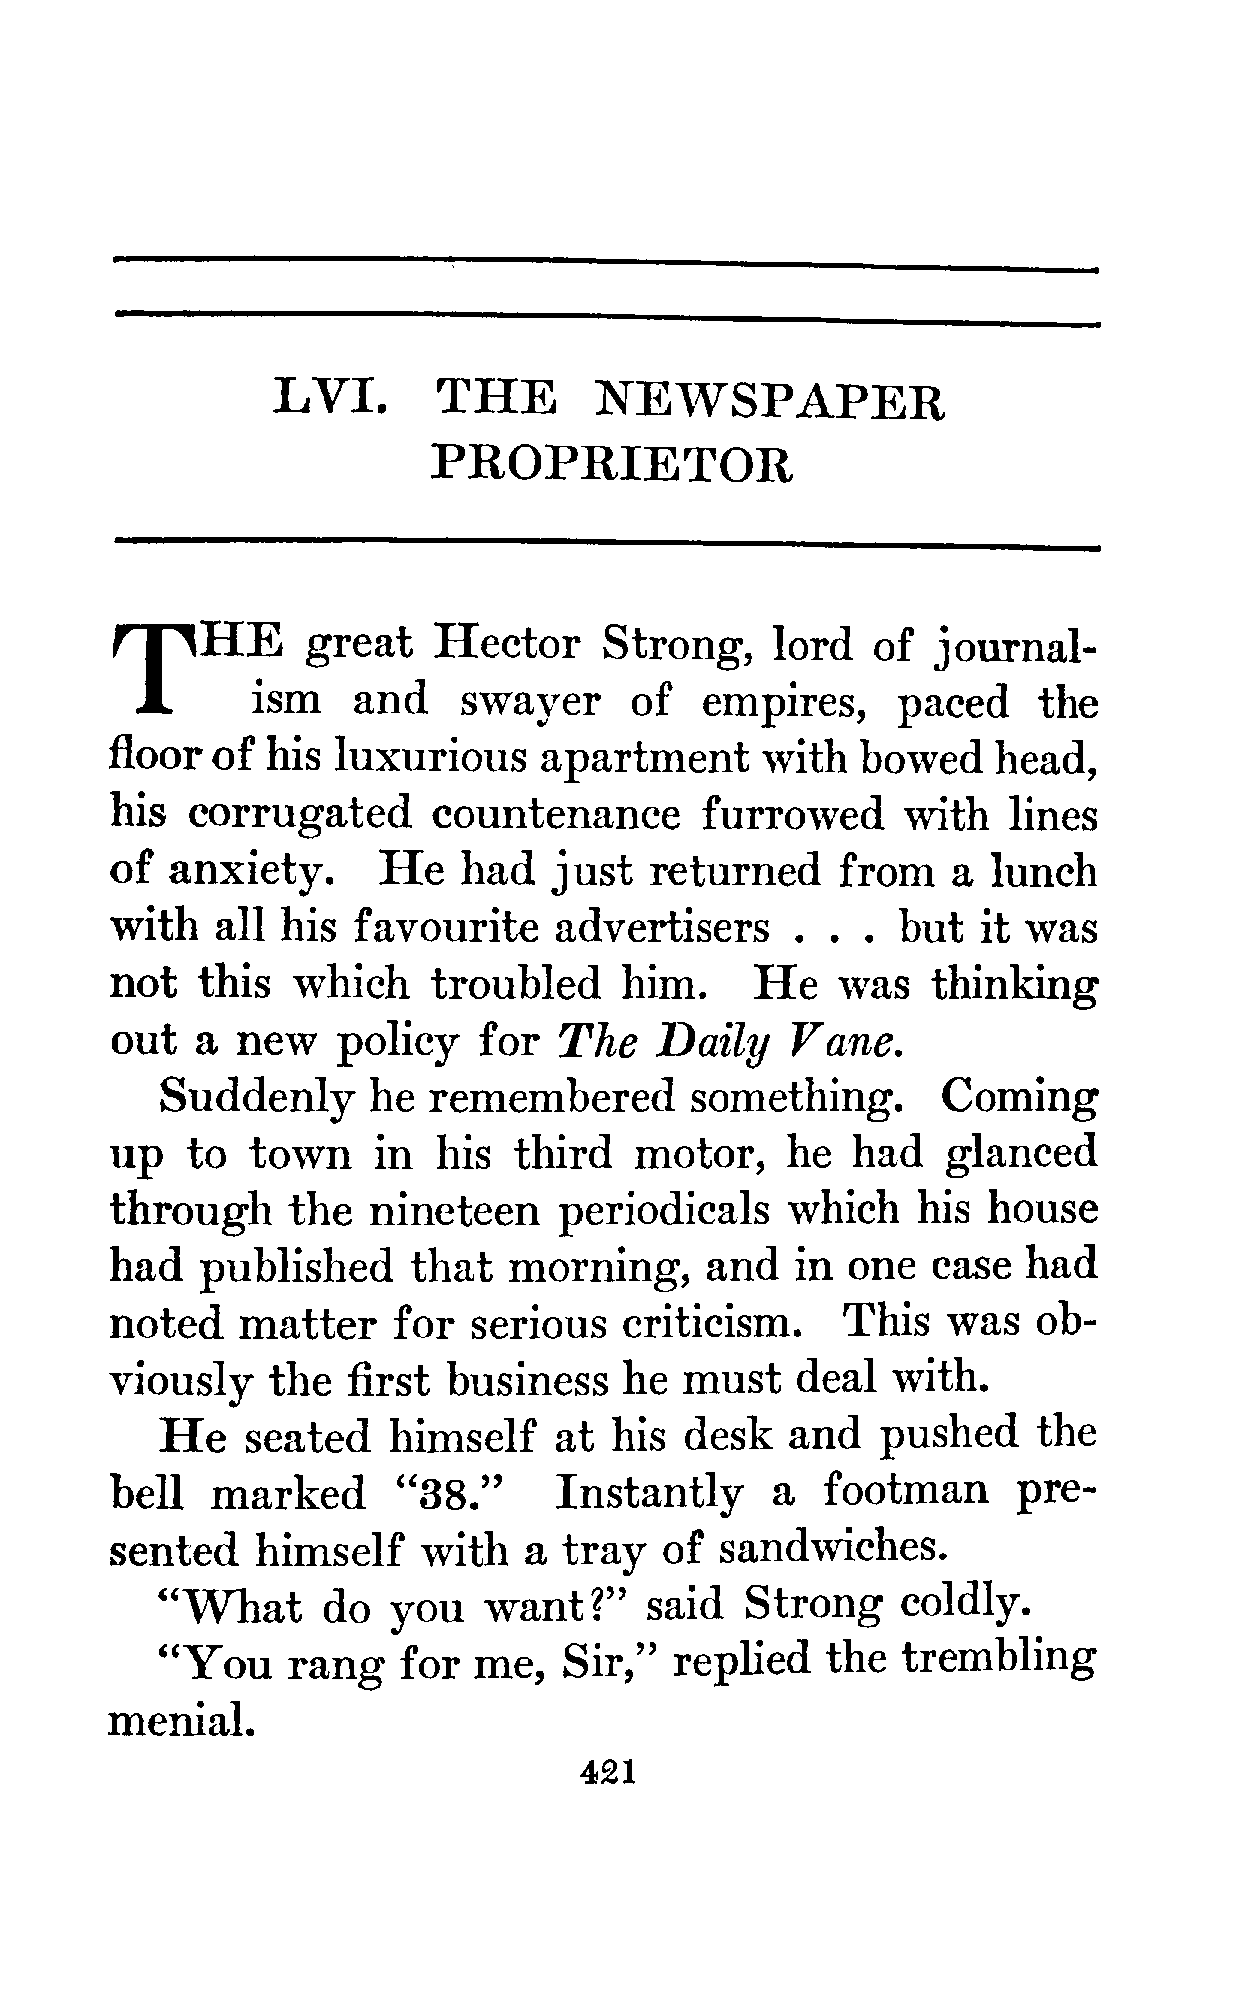 LVI. THE NEWSPAPER
PROPRIETOR
THE great Hector Strong, lord of journal-
ism and swayer of empires, paced the
floor of his luxurious apartment with bowed head,
his corrugated countenance furrowed with lines
of anxiety. He had just returned from a lunch
with all his favourite advertisers . . . but it was
not this which troubled him. He was thinking
out a new policy for The Daily Vane.
Suddenly he remembered something. Coming
up to town in his third motor, he had glanced
through the nineteen periodicals which his house
had published that morning, and in one case had
noted matter for serious criticism. This was ob-
viously the first business he must deal with.
He seated himself at his desk and pushed the
bell marked “38.” Instantly a footman pre-
sented himself with a tray of sandwiches.
“What do you want?” said Strong coldly.
“You rang for me, Sir,” replied the trembling
menial.
421